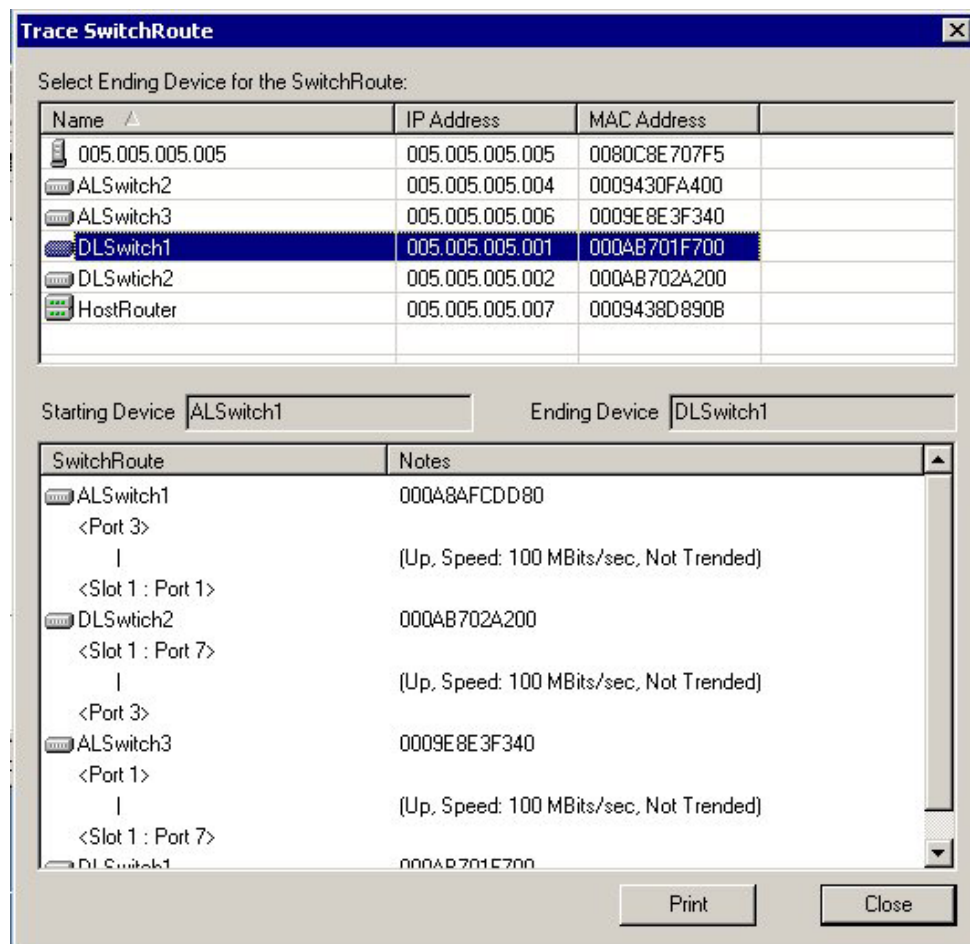 Trace SwitchRoute
Select Ending Device for the SwitchRoute:
Name IP Address MAC Address
005.005.005.005 005.005.005.005 0080C8E707F5
ALSwitch2 005.005.005.004 0009430FA400
ALSwitch3 005.005.005.006 0009E8E3F340
DLSwitch1 005.005.005.001 000AB701F700
DLSwtich2 005.005.005.002 000AB702A200
HostRouter 005.005.005.007 0009438D890B
Starting Device ALSwitch1 Ending Device DLSwitch1
SwitchRoute Notes
ALSwitch1 000A8AFCDD80
<Port 3>
| (Up, Speed: 100 MBits/sec, Not Trended)
<Slot 1 : Port 1>
DLSwtich2 000AB702A200
<Slot 1 : Port 7>
| (Up, Speed: 100 MBits/sec, Not Trended)
<Port 3>
ALSwitch3 0009E8E3F340
<Port 1>
| (Up, Speed: 100 MBits/sec, Not Trended)
<Slot 1 : Port 7>
DLSwitch1 000AB701F700
Print Close